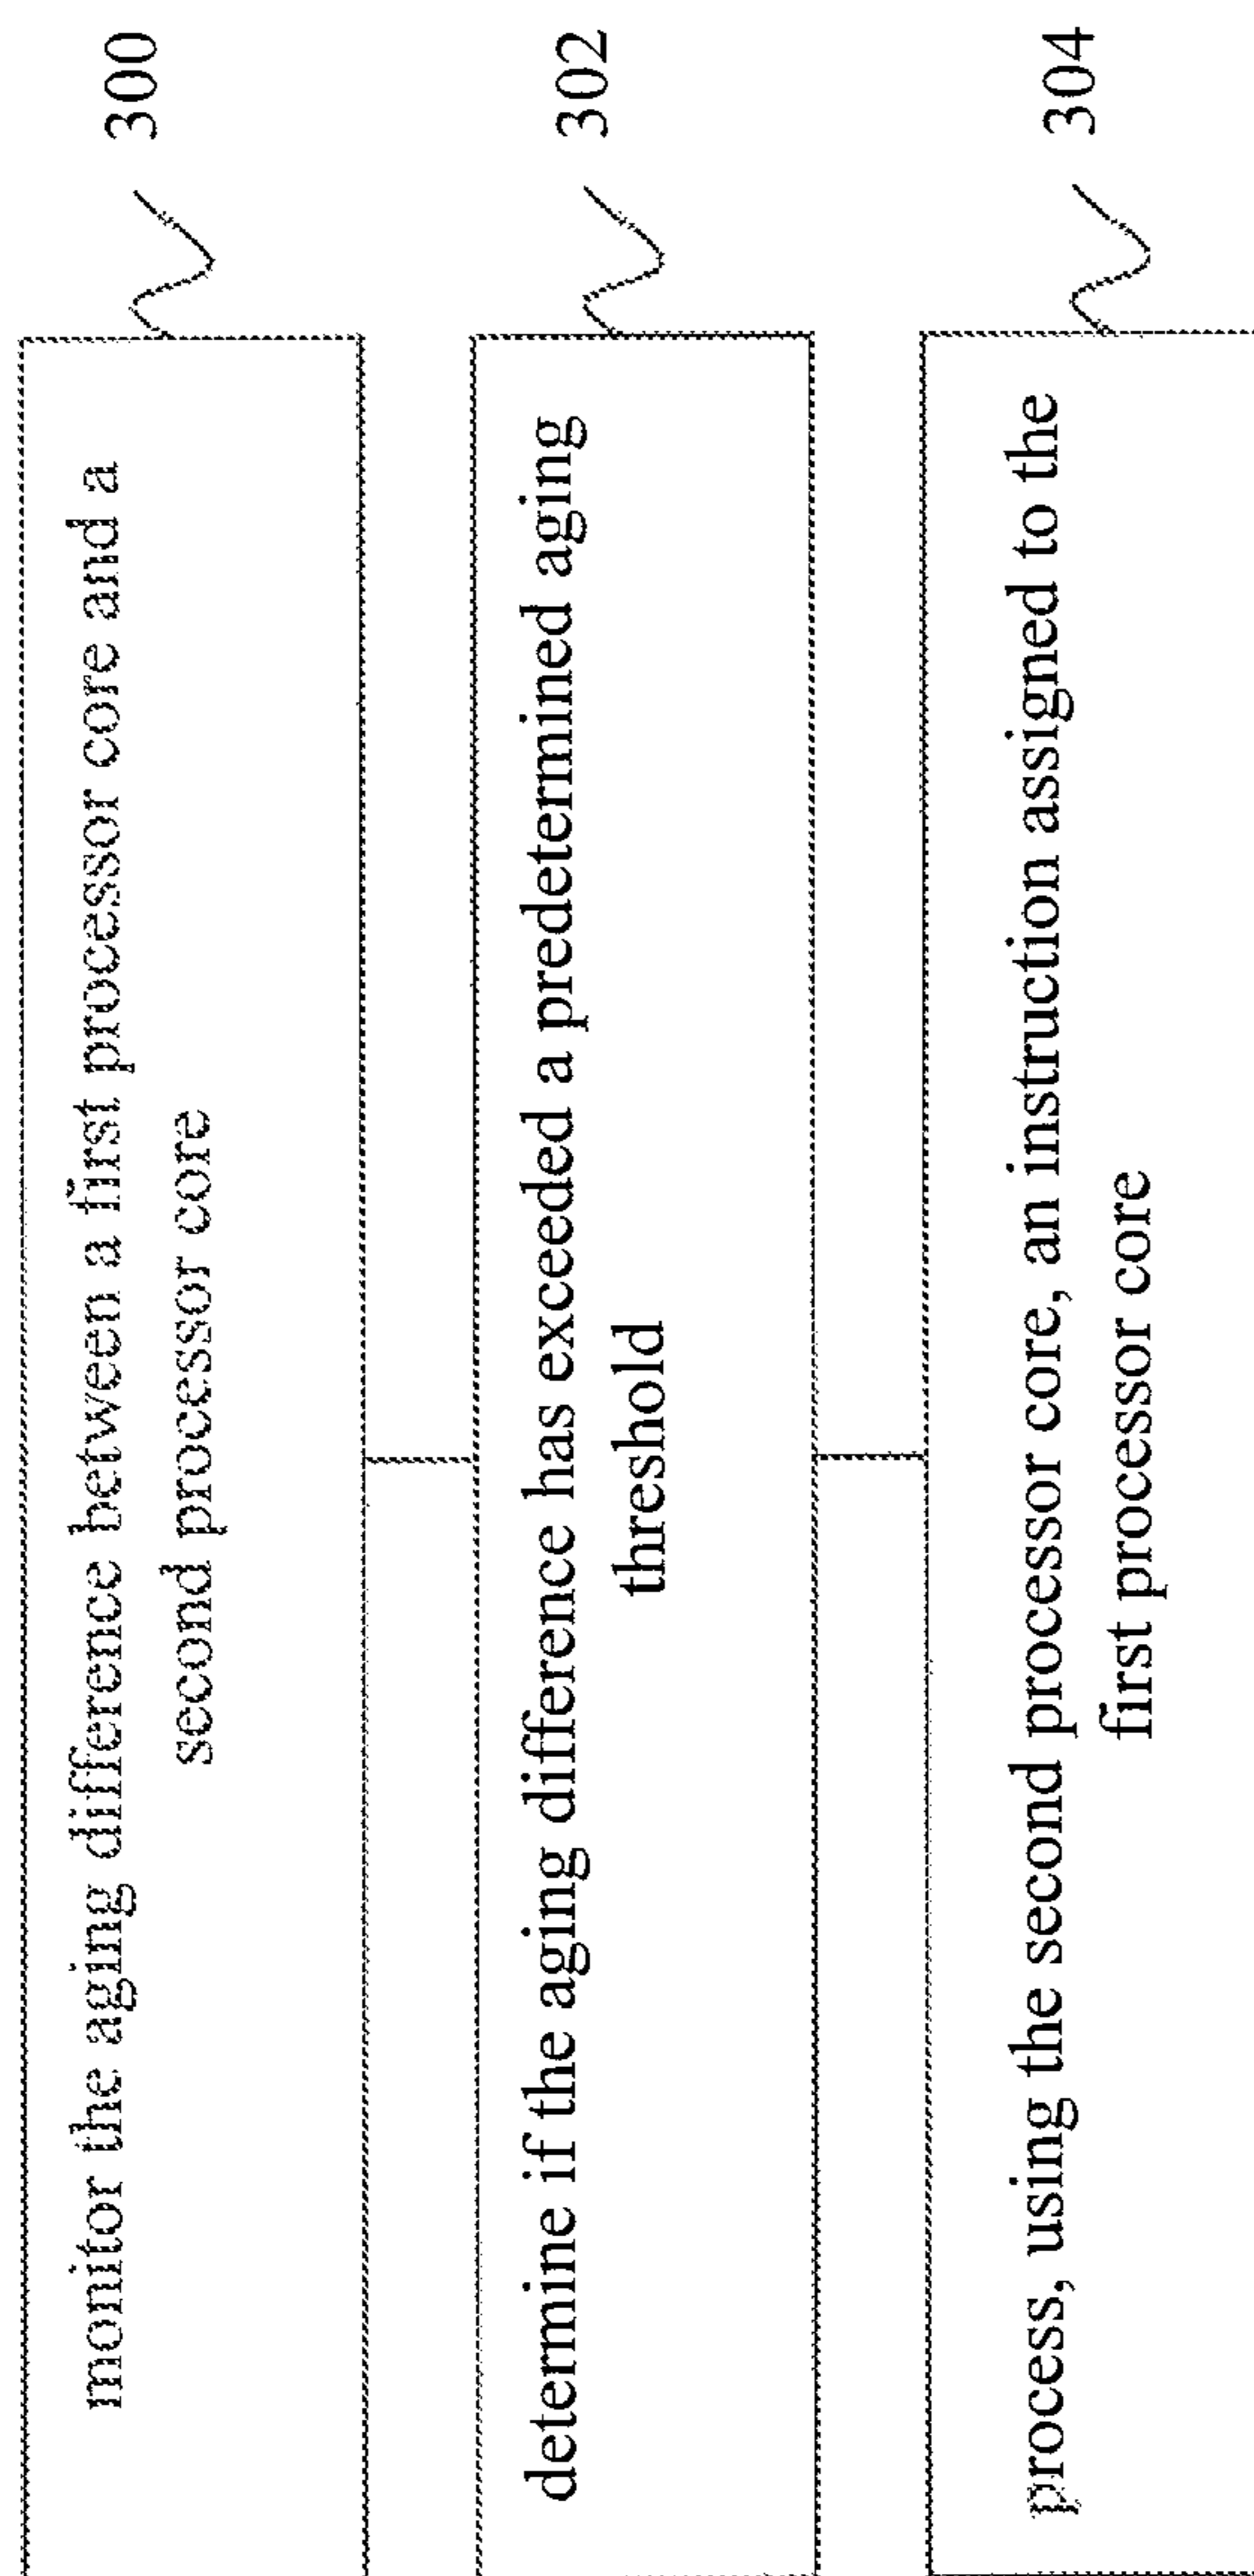 monitor the aging difference between a first processor core and a
second processor core
300
determine if the aging difference has exceeded a predetermined aging
threshold
302
process, using the second processor core, an instruction assigned to the
first processor core
304